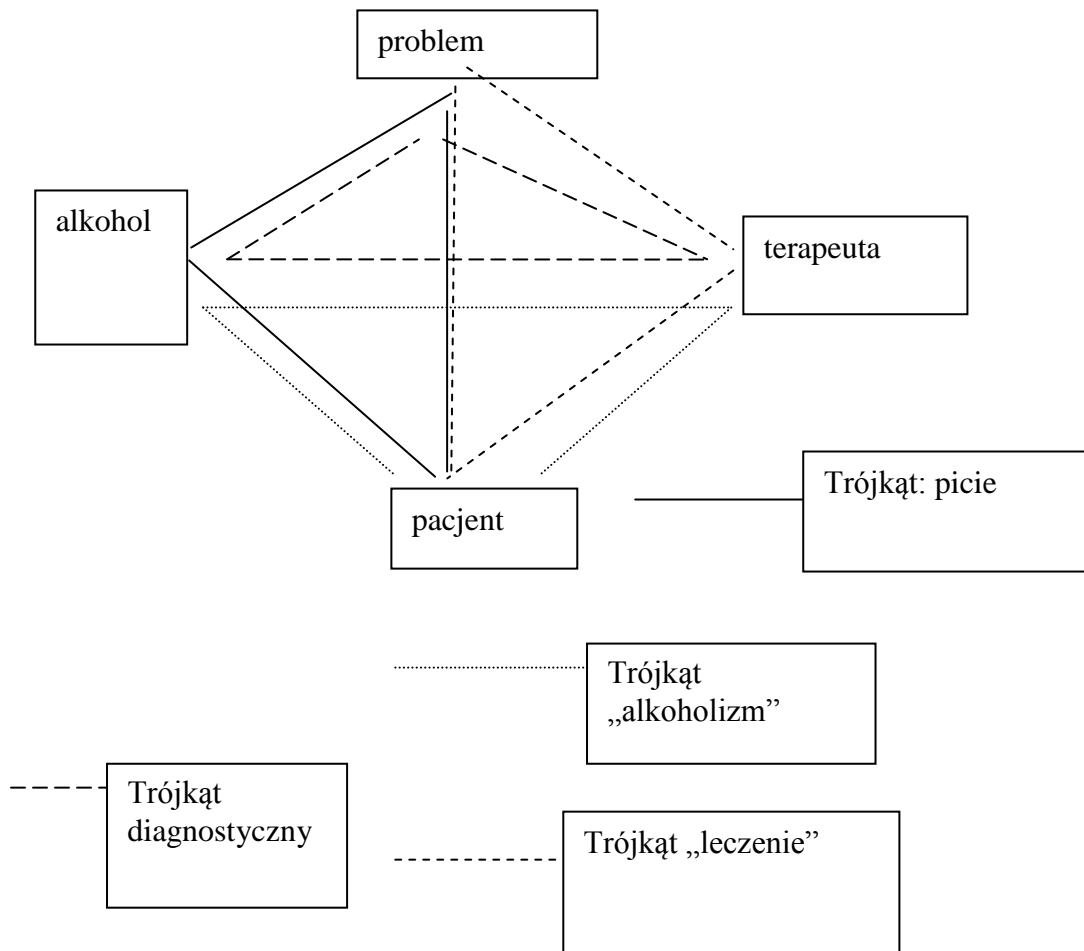 problem
alkohol
terapeuta
pacjent
Trójkąt: picie
Trójkąt
„alkoholizm”
Trójkąt
diagnostyczny
Trójkąt „leczenie”